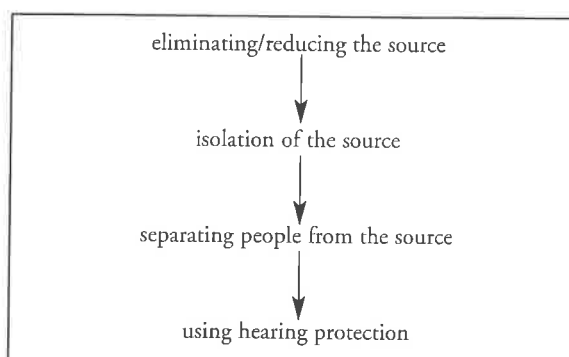 eliminating/reducing the source
isolation of the source
separating people from the source
using hearing protection